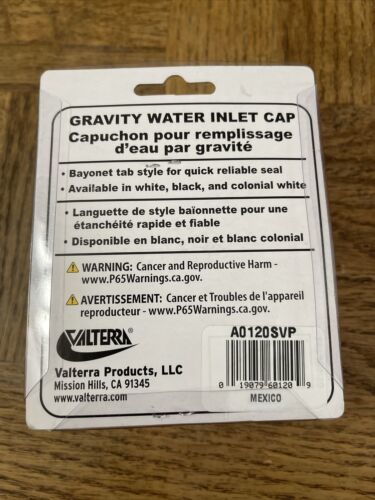 GRAVITY WATER INLET CAP
Capuchon pour remplissage
d'eau par gravité
• Bayonet tab style for quick reliable seal
• Available in white, black, and colonial white
• Languette de style baïonnette pour une
étanchéité rapide et fiable
• Disponible en blanc, noir et blanc colonial
WARNING: Cancer and Reproductive Harm -
www.P65Warnings.ca.gov.
AVERTISSEMENT: Cancer et Troubles de l'appareil
reproducteur - www.P65Warnings.ca.gov.
VALTERRA
Valterra Products, LLC
Mission Hills, CA 91345
www.valterra.com
A0120SVP
0 19079 60120 9
MEXICO